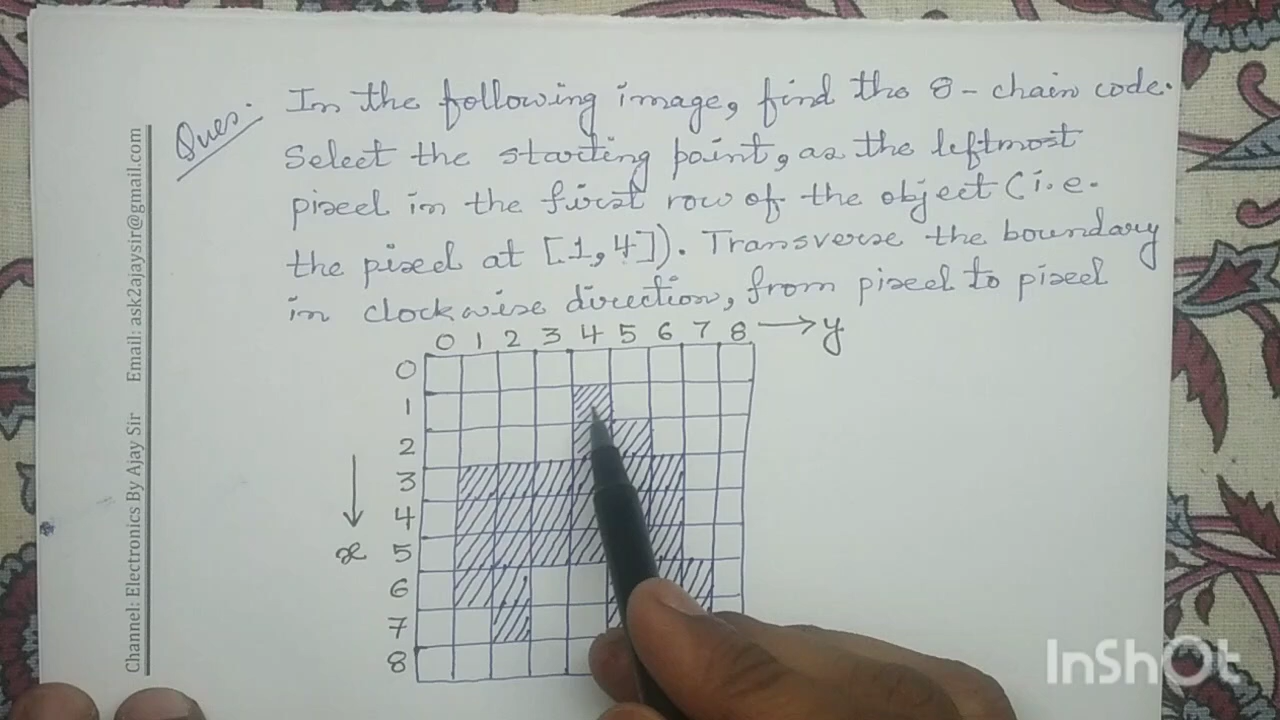 Ques:
In the following image, find the 8-chain code.
Select the starting point, as the leftmost
pixel in the first row of the object (i.e.
the pixel at [1,4]). Transverse the boundary
in clockwise direction, from pixel to pixel
0 1 2 3 4 5 6 7 8 → y
0
1
2
3
4
5
6
7
8
x
Channel: Electronics By Ajay Sir Email: ask2ajaysir@gmail.com
InShOt